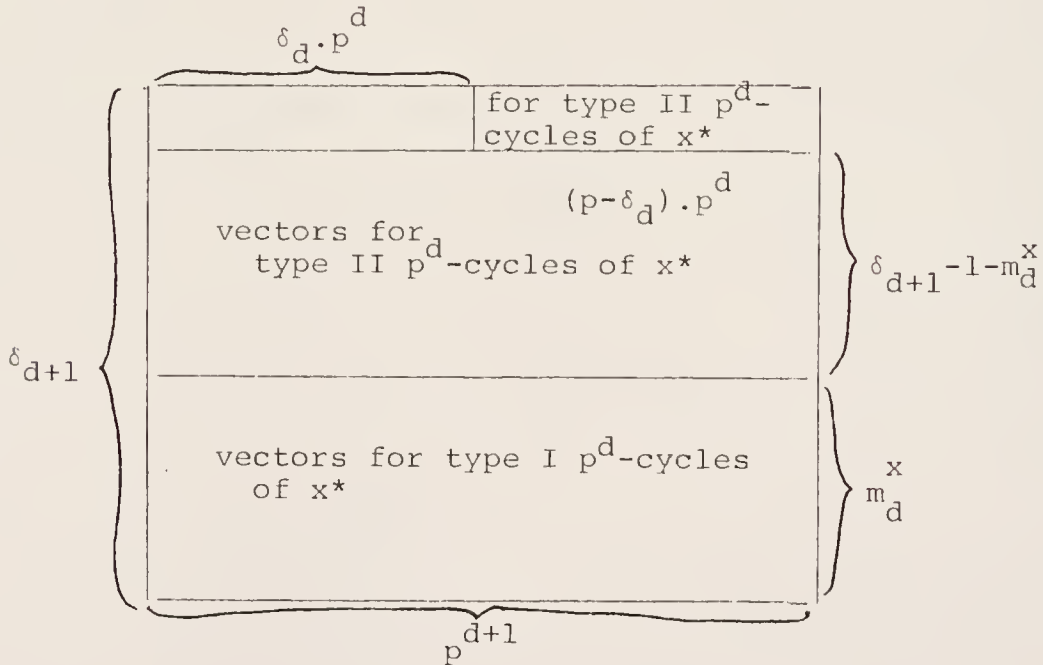 δ_d.p^d
for type II p^d-
cycles of x*
(p-δ_d).p^d
vectors for
type II p^d-cycles of x*
δ_{d+1}-1-m_d^x
δ_{d+1}
vectors for type I p^d-cycles
of x*
m_d^x
p^{d+1}